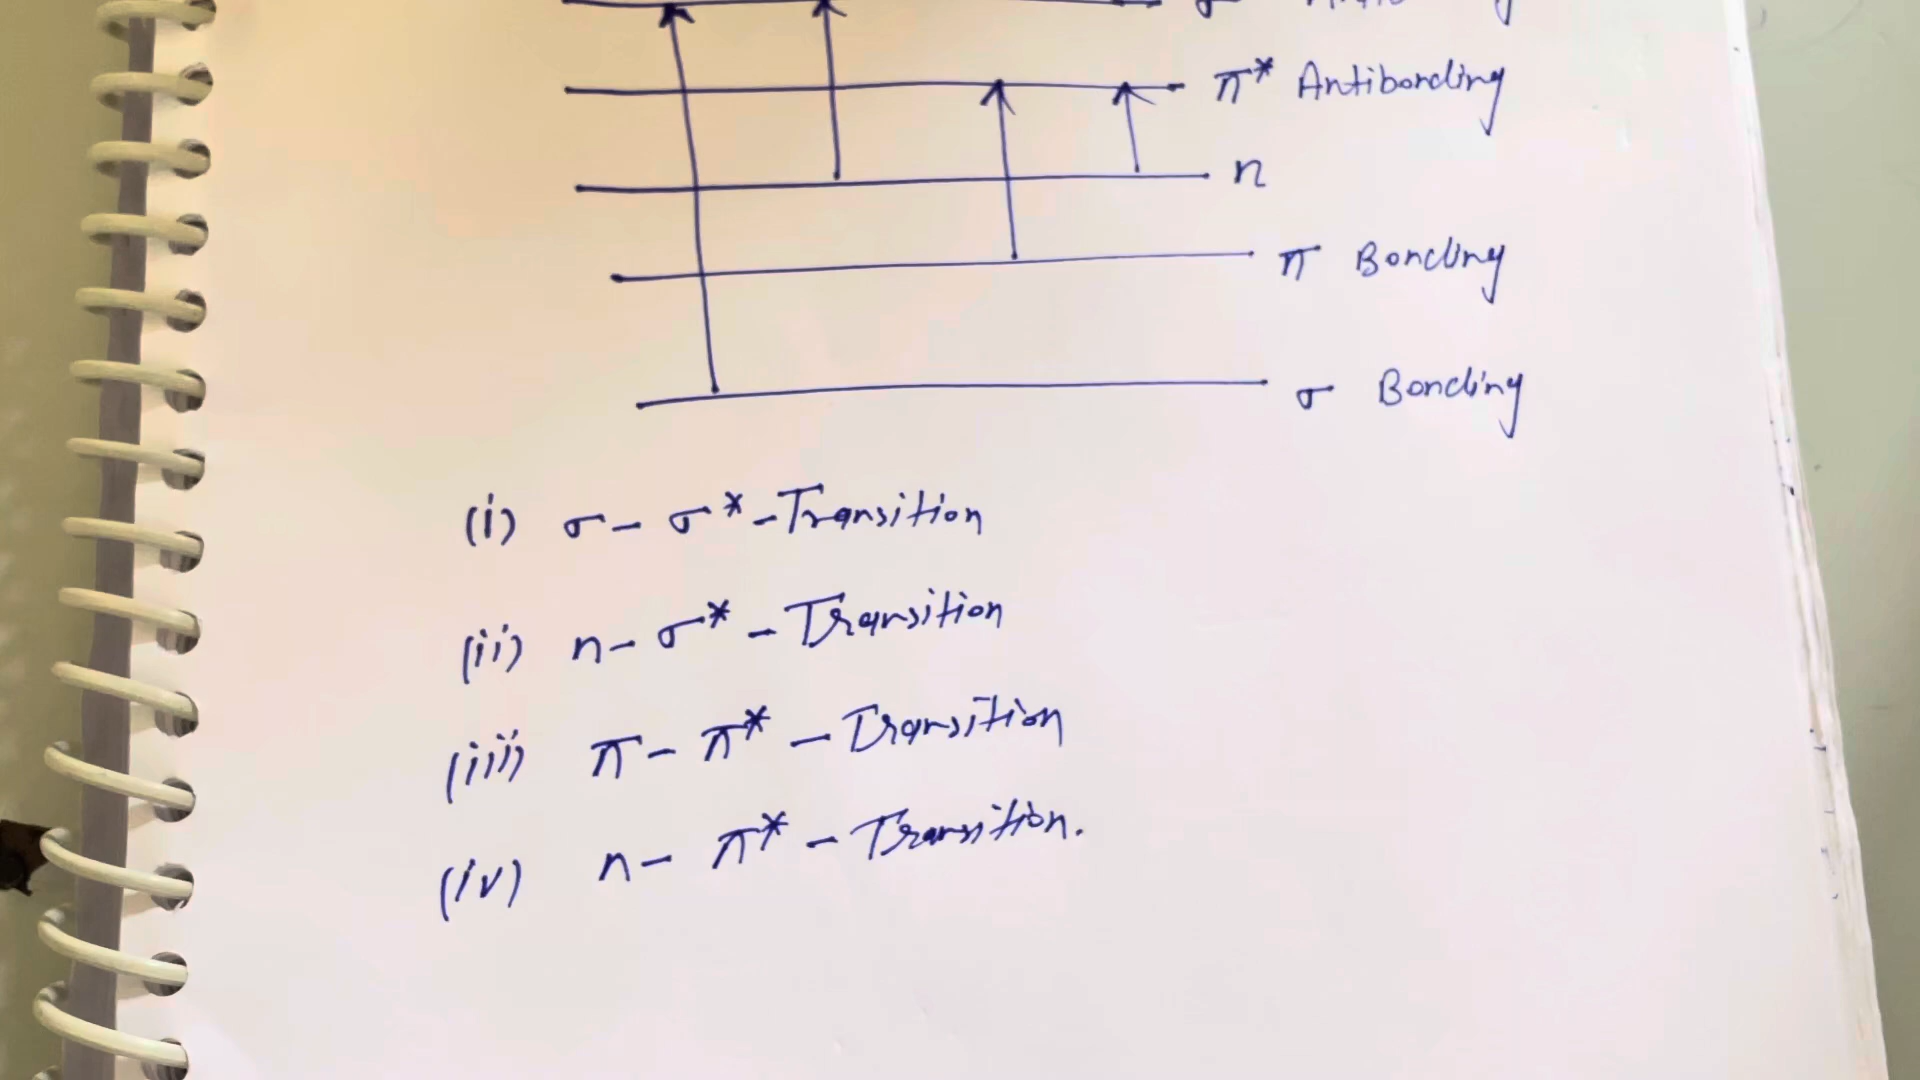 π* Antibonding
n
π Bonding
σ Bonding
(i) σ - σ* - Transition
(ii) n - σ* - Transition
(iii) π - π* - Transition
(iv) n - π* - Transition.